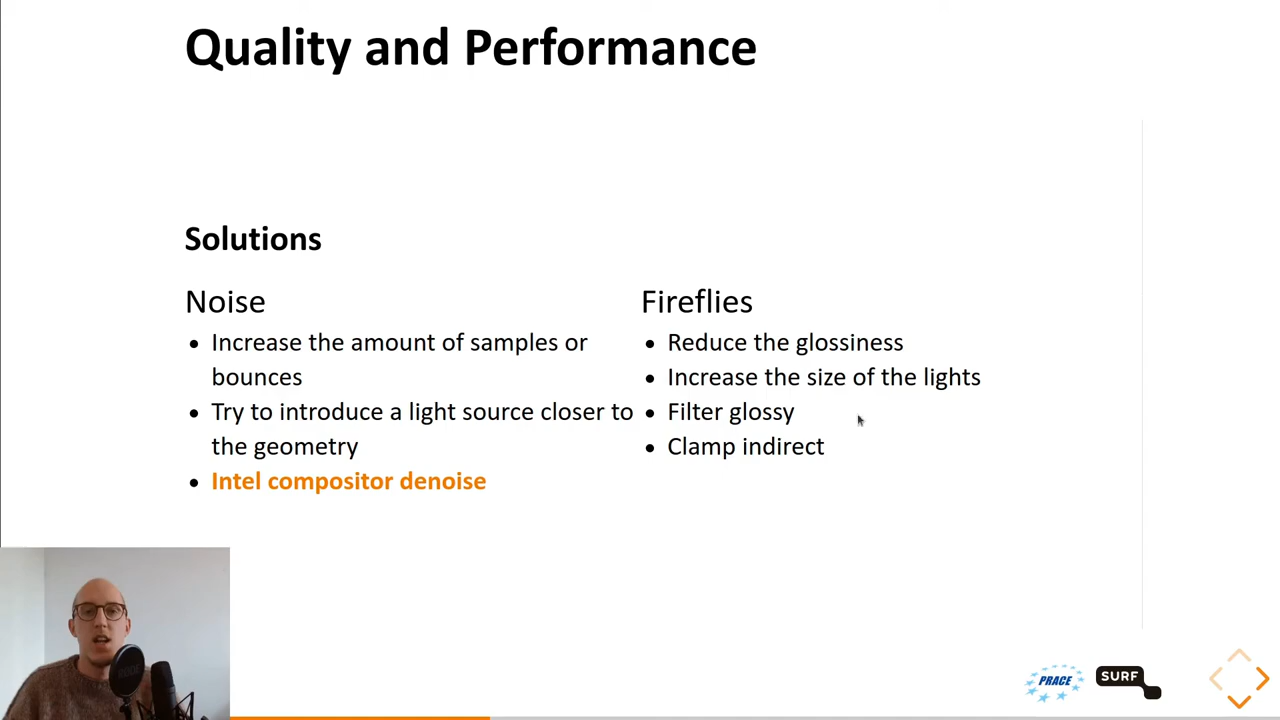 Quality and Performance
Solutions
Noise
Increase the amount of samples or
bounces
Try to introduce a light source closer to
the geometry
Intel compositor denoise
Fireflies
Reduce the glossiness
Increase the size of the lights
Filter glossy
Clamp indirect
PRACE
SURF